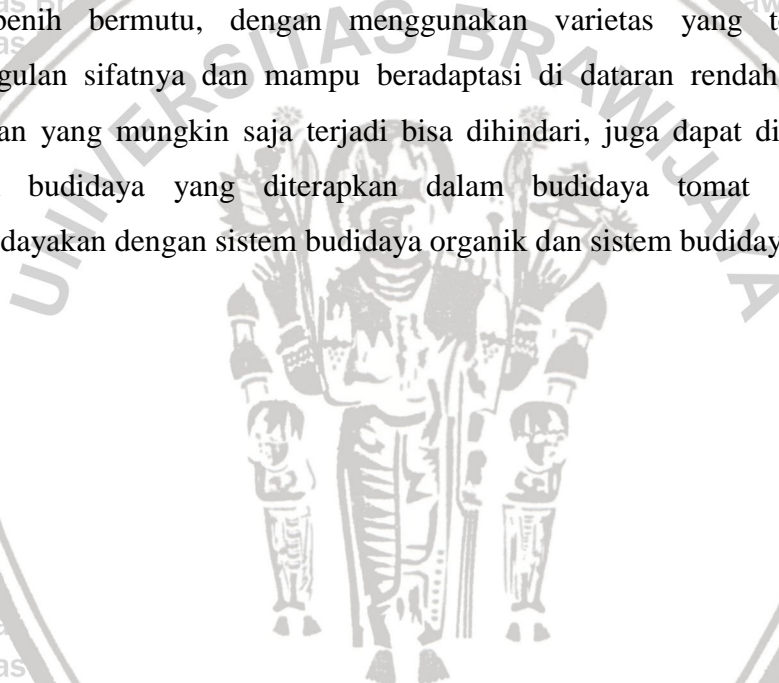 benih bermutu, dengan menggunakan varietas yang
gulan sifatnya dan mampu beradaptasi di dataran rendah
an yang mungkin saja terjadi bisa dihindari, juga dapat di
budidaya yang diterapkan dalam budidaya tomat
dayakan dengan sistem budidaya organik dan sistem budiday
UNIVERSITAS BRAWIJAYA